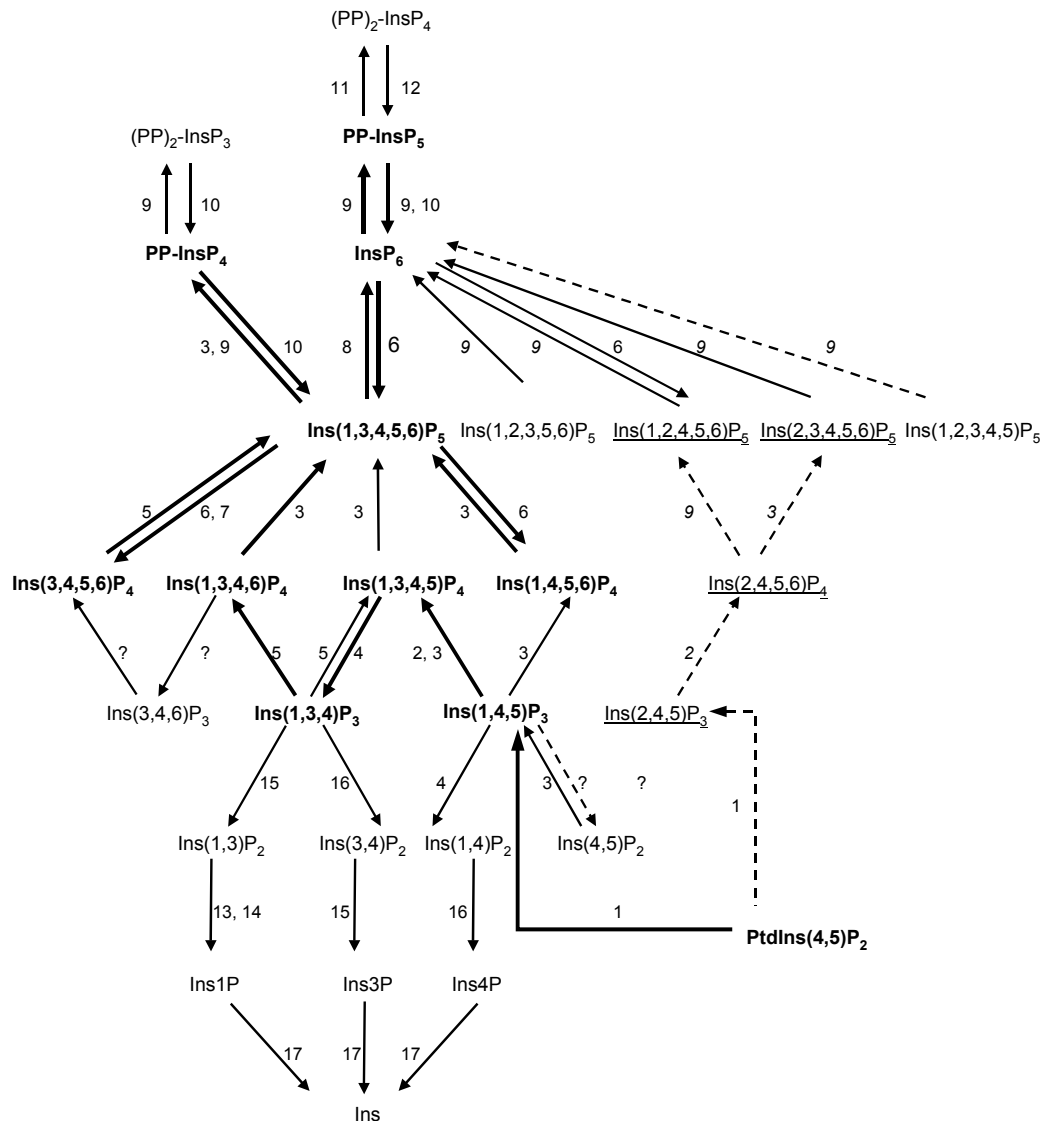 (PP)₂-InsP₄
11 12
(PP)₂-InsP₃ PP-InsP₅
9 10 9 9, 10
PP-InsP₄ InsP₆
3, 9 10 8 6 9 9 6 9 9
Ins(1,3,4,5,6)P₅ Ins(1,2,3,5,6)P₅ Ins(1,2,4,5,6)P₅ Ins(2,3,4,5,6)P₅ Ins(1,2,3,4,5)P₅
5 6, 7 3 3 3 6 9 3
Ins(3,4,5,6)P₄ Ins(1,3,4,6)P₄ Ins(1,3,4,5)P₄ Ins(1,4,5,6)P₄ Ins(2,4,5,6)P₄
? ? 5 5 4 2, 3 3 2
Ins(3,4,6)P₃ Ins(1,3,4)P₃ Ins(1,4,5)P₃ Ins(2,4,5)P₃
15 16 4 3 ? ? 1
Ins(1,3)P₂ Ins(3,4)P₂ Ins(1,4)P₂ Ins(4,5)P₂
13, 14 15 16 1
PtdIns(4,5)P₂
Ins1P Ins3P Ins4P
17 17 17
Ins